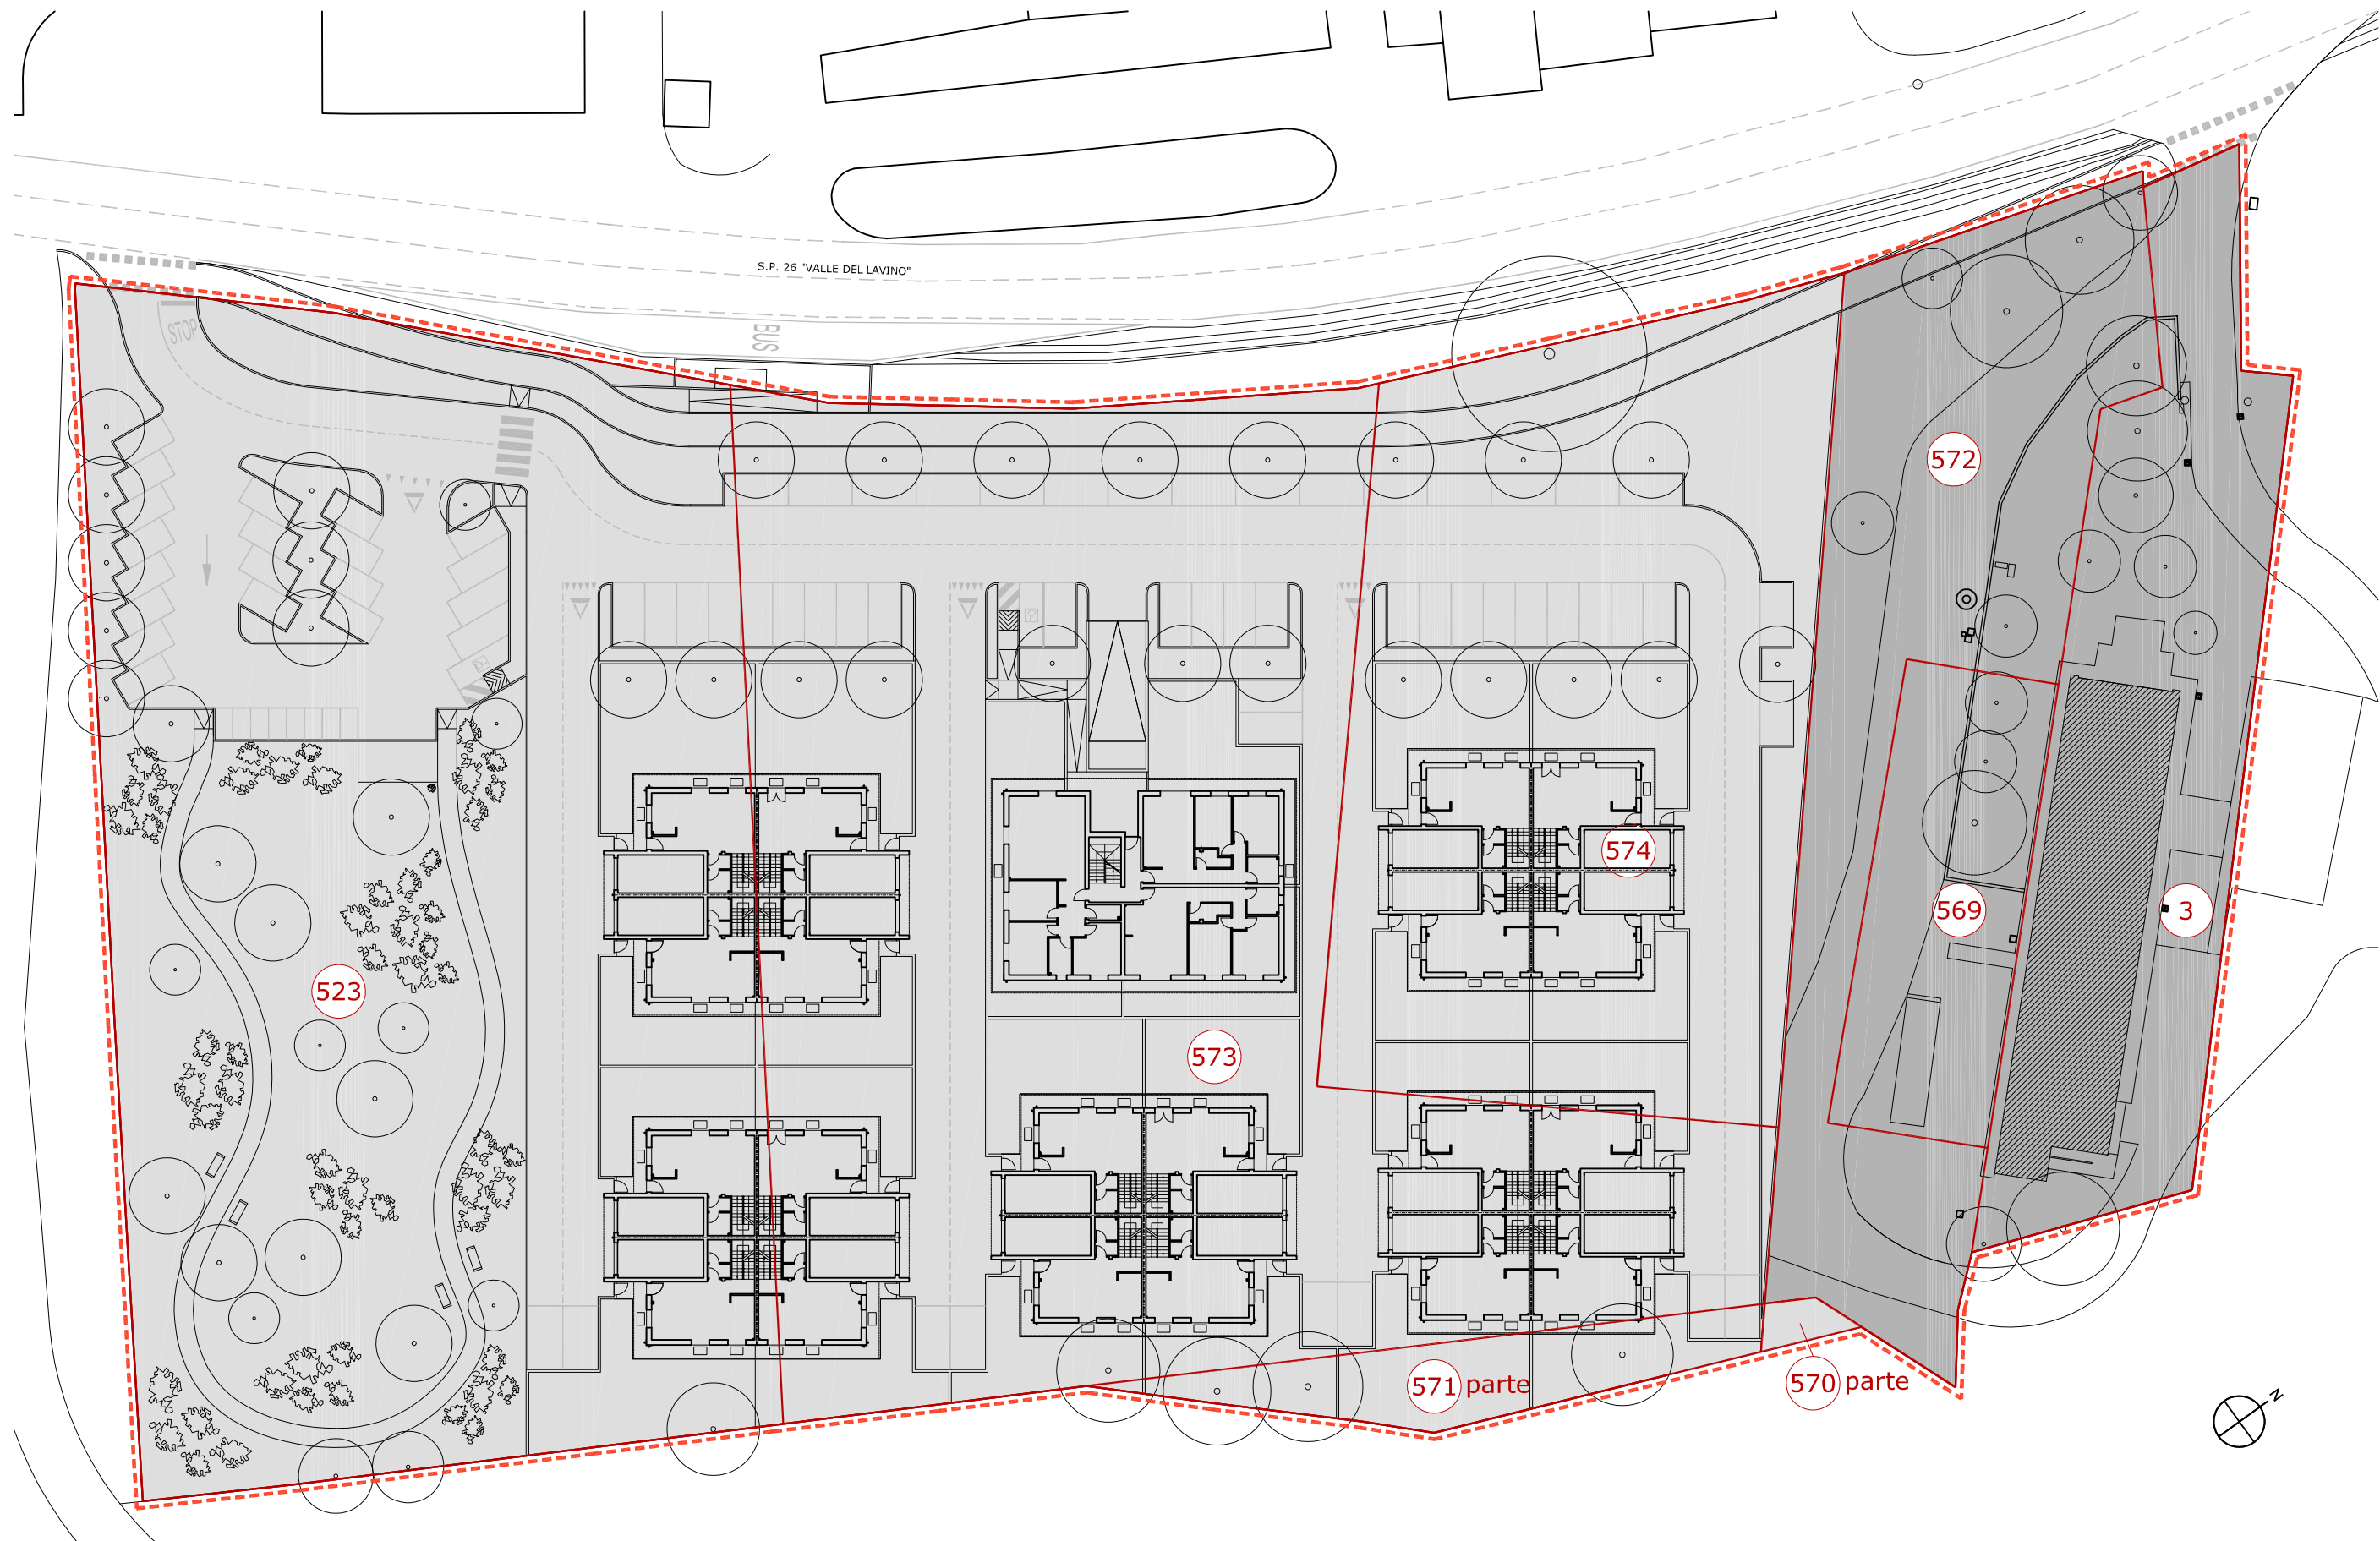 S.P. 26 "VALLE DEL LAVINO"
STOP
BUS
572
574
569
3
523
573
571 parte
570 parte
N